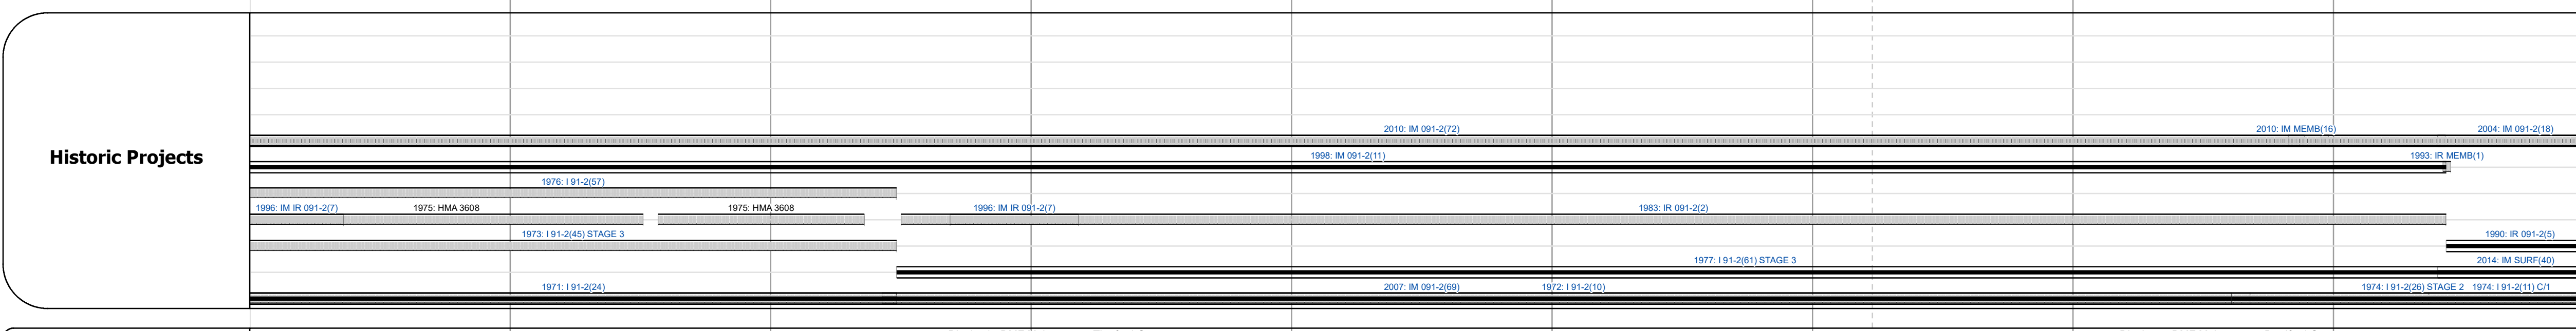 Historic Projects
2010: IM 091-2(72) 2010: IM MEMB(16) 2004: IM 091-2(18)
1998: IM 091-2(11) 1993: IR MEMB(1)
1976: I 91-2(57)
1996: IM IR 091-2(7) 1975: HMA 3608 1975: HMA 3608 1996: IM IR 091-2(7) 1983: IR 091-2(2)
1973: I 91-2(45) STAGE 3 1990: IR 091-2(5)
1977: I 91-2(61) STAGE 3 2014: IM SURF(40)
1971: I 91-2(24) 2007: IM 091-2(69) 1972: I 91-2(10) 1974: I 91-2(26) STAGE 2 1974: I 91-2(11) C/1